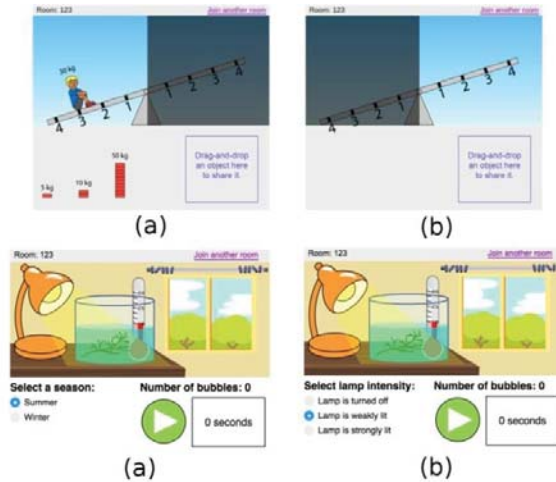 Room: 123
Join another room
30 kg
4 3 2 1 1 2 3 4
5 kg
10 kg
50 kg
Drag-and-drop
an object here
to share it.
(a)
Room: 123
Join another room
4 3 2 1 1 2 3 4
Drag-and-drop
an object here
to share it.
(b)
Room: 123
Join another room
Select a season:
Summer
Winter
Number of bubbles: 0
0 seconds
(a)
Room: 123
Join another room
Select lamp intensity:
Lamp is turned off
Lamp is weakly lit
Lamp is strongly lit
Number of bubbles: 0
0 seconds
(b)